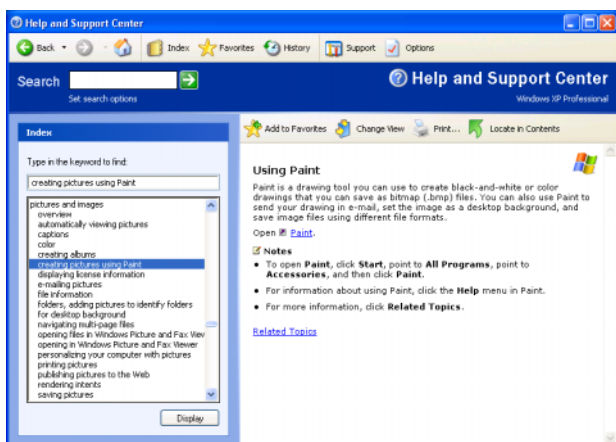 Help and Support Center
Back
Index
Favorites
History
Support
Options
Search
Set search options
Help and Support Center
Windows XP Professional
Index
Add to Favorites
Change View
Print...
Locate in Contents
Type in the keyword to find:
creating pictures using Paint
pictures and images
overview
automatically viewing pictures
captions
color
creating albums
creating pictures using Paint
displaying license information
e-mailing pictures
file information
folders, adding pictures to identify folders
for desktop background
navigating multi-page files
opening files in Windows Picture and Fax View
opening in Windows Picture and Fax Viewer
personalizing your computer with pictures
printing pictures
publishing pictures to the Web
rendering intents
saving pictures
Display
Using Paint
Paint is a drawing tool you can use to create black-and-white or color
drawings that you can save as bitmap (.bmp) files. You can also use Paint to
send your drawing in e-mail, set the image as a desktop background, and
save image files using different file formats.
Open Paint.
Notes
• To open Paint, click Start, point to All Programs, point to
Accessories, and then click Paint.
• For information about using Paint, click the Help menu in Paint.
• For more information, click Related Topics.
Related Topics